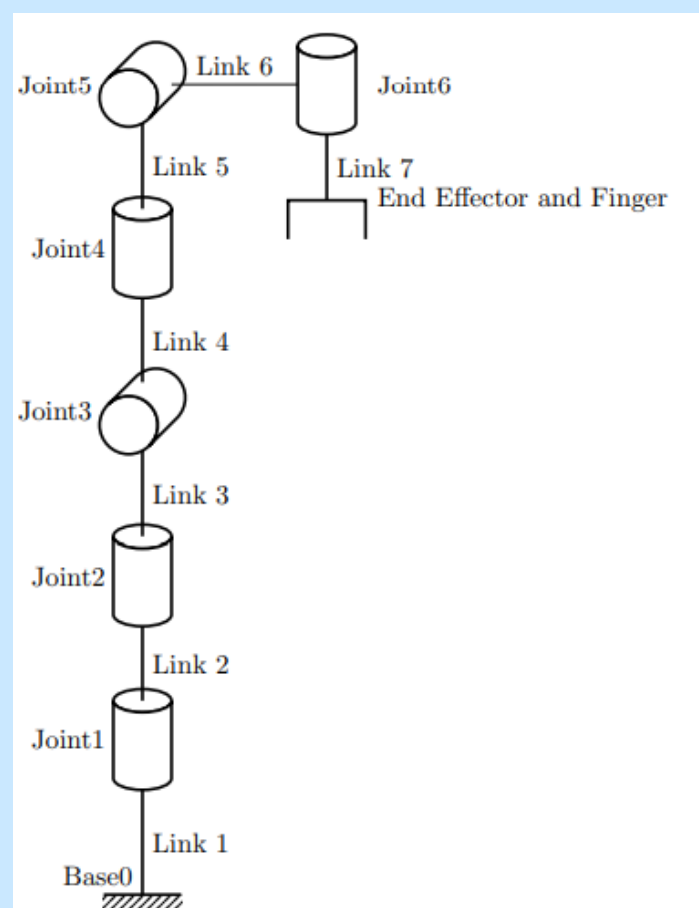 Joint5
Link 6
Joint6
Link 5
Link 7
End Effector and Finger
Joint4
Link 4
Joint3
Link 3
Joint2
Link 2
Joint1
Link 1
Base0